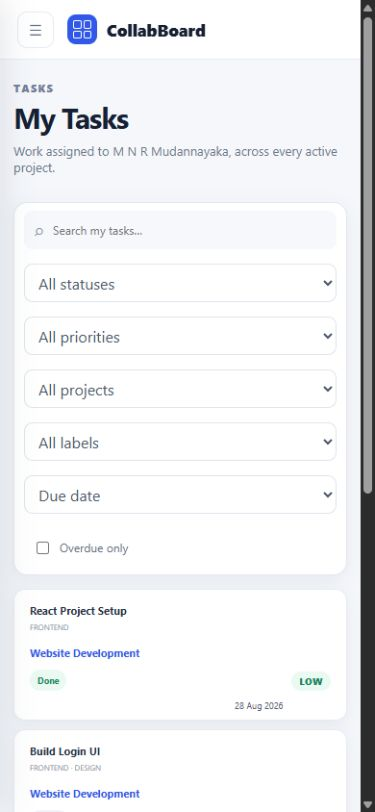 CollabBoard
TASKS
My Tasks
Work assigned to M N R Mudannayaka, across every active
project.
Search my tasks...
All statuses
All priorities
All projects
All labels
Due date
Overdue only
React Project Setup
FRONTEND
Website Development
Done
LOW
28 Aug 2026
Build Login UI
FRONTEND · DESIGN
Website Development